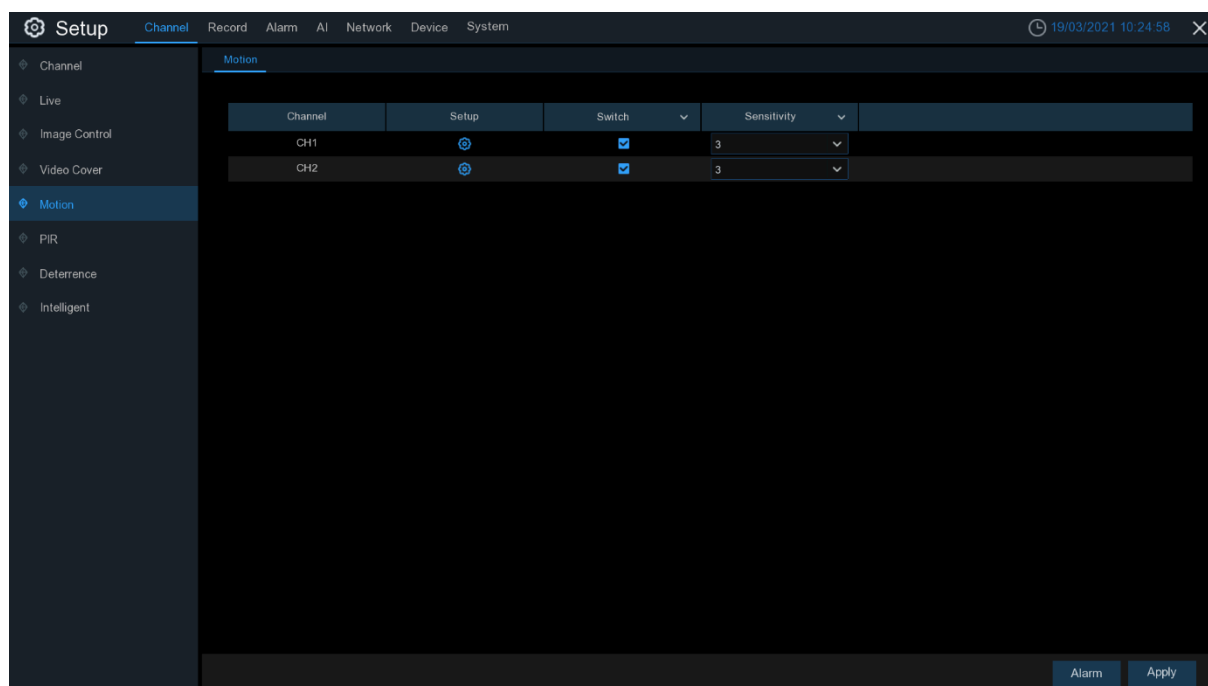 Setup Channel Record Alarm AI Network Device System 19/03/2021 10:24:58
Channel
Live
Image Control
Video Cover
Motion
PIR
Deterrence
Intelligent
Motion
Channel Setup Switch Sensitivity
CH1 3
CH2 3
Alarm Apply